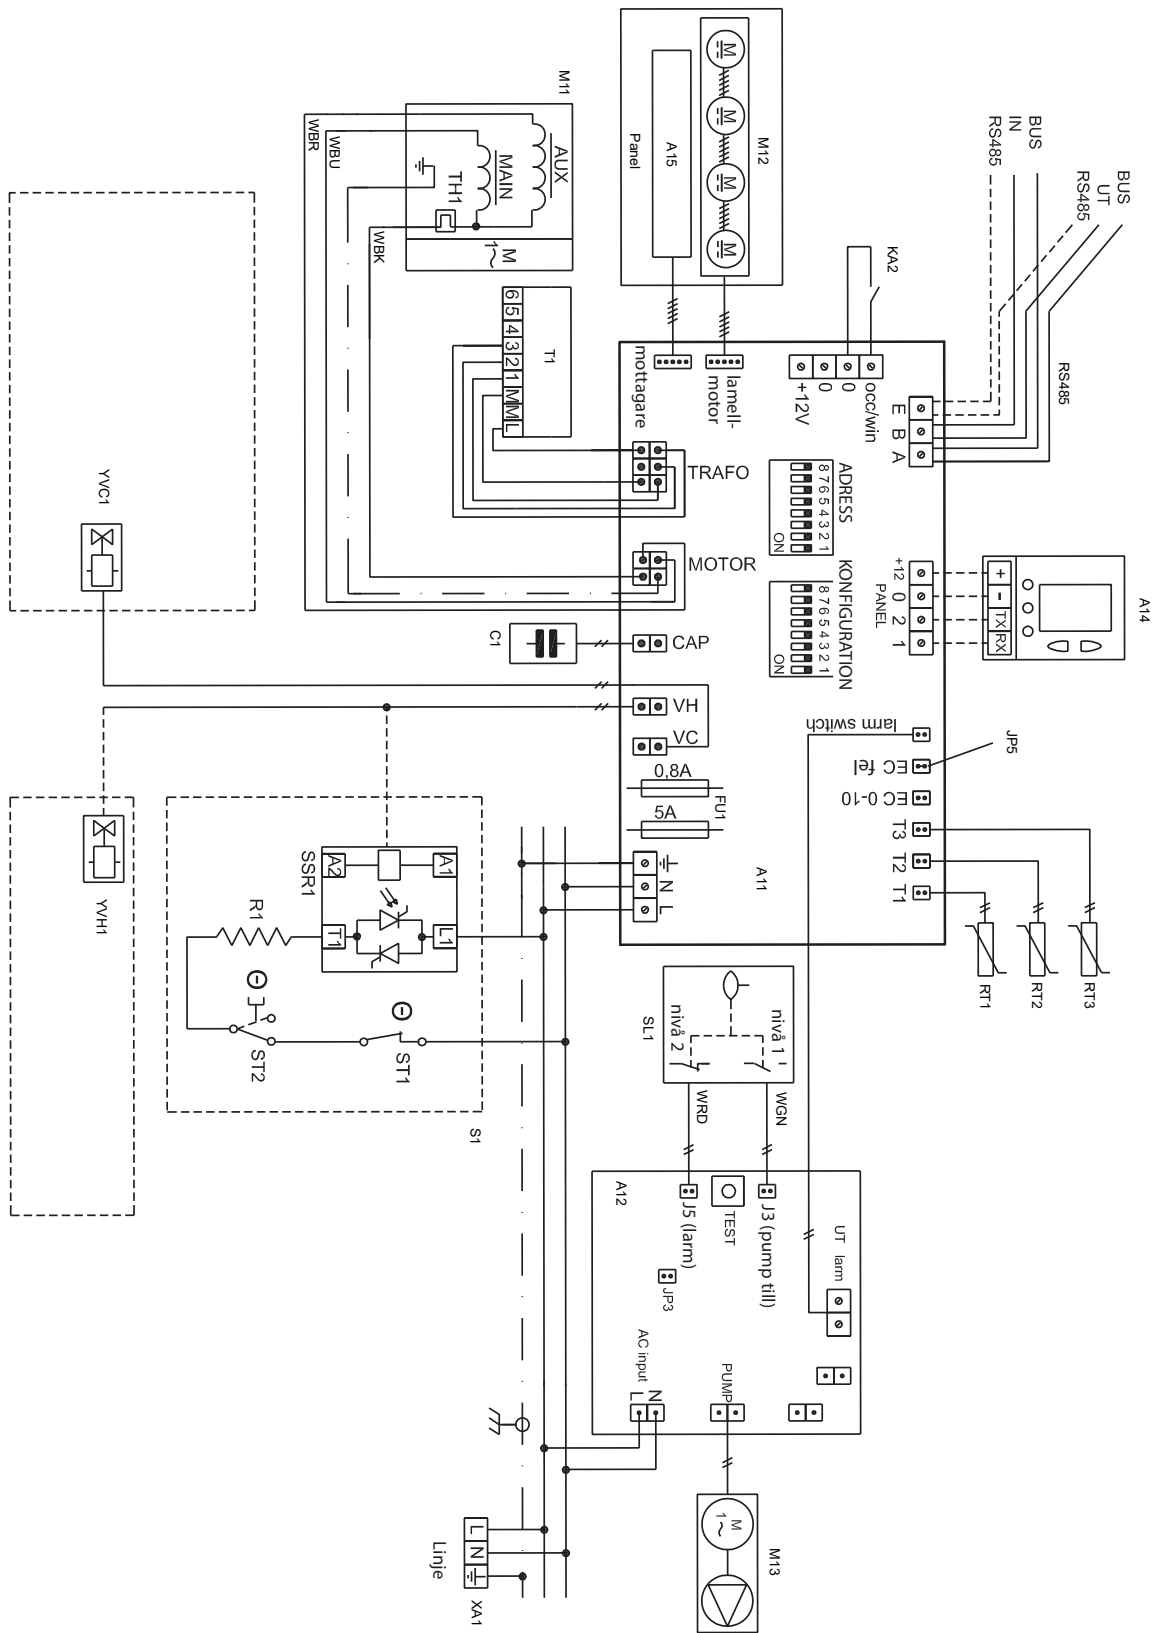 BUS
UT
RS485
BUS
IN
RS485
RS485
KA2
M12
M
M
M
M
A15
Panel
M11
AUX
MAIN
TH1
M
1~
WBR
WBU
WBK
T1
6 5 4 3 2 1 M M L
lamell-
motor
mottagare
occ/win
0
0
+12V
E B A
TRAFO
MOTOR
ADRESS
8 7 6 5 4 3 2 1
ON
KONFIGURATION
8 7 6 5 4 3 2 1
ON
+12 0 2 1
PANEL
+ - TX RX
A14
C1
CAP
VH
VC
0,8A
5A
FU1
N
L
A11
larm switch
EC fel
JP5
EC 0-10
T3
T2
T1
RT1
RT2
RT3
YVC1
YVH1
SSR1
A2
A1
T1
L1
R1
ST2
ST1
S1
nivå 1
nivå 2
SL1
WRD
WGN
A12
J5 (larm)
TEST
J3 (pump till)
JP3
UT larm
AC input
L N
PUMP
M
1~
M13
L N
Linje
XA1